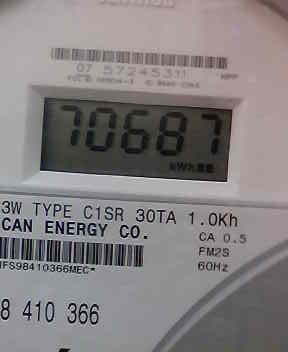 07 57245311
70687
kWh
3W TYPE C1SR 30TA 1.0Kh
CAN ENERGY CO.
CA 0.5
FM2S
60Hz
IFS98410366MEC*
8 410 366